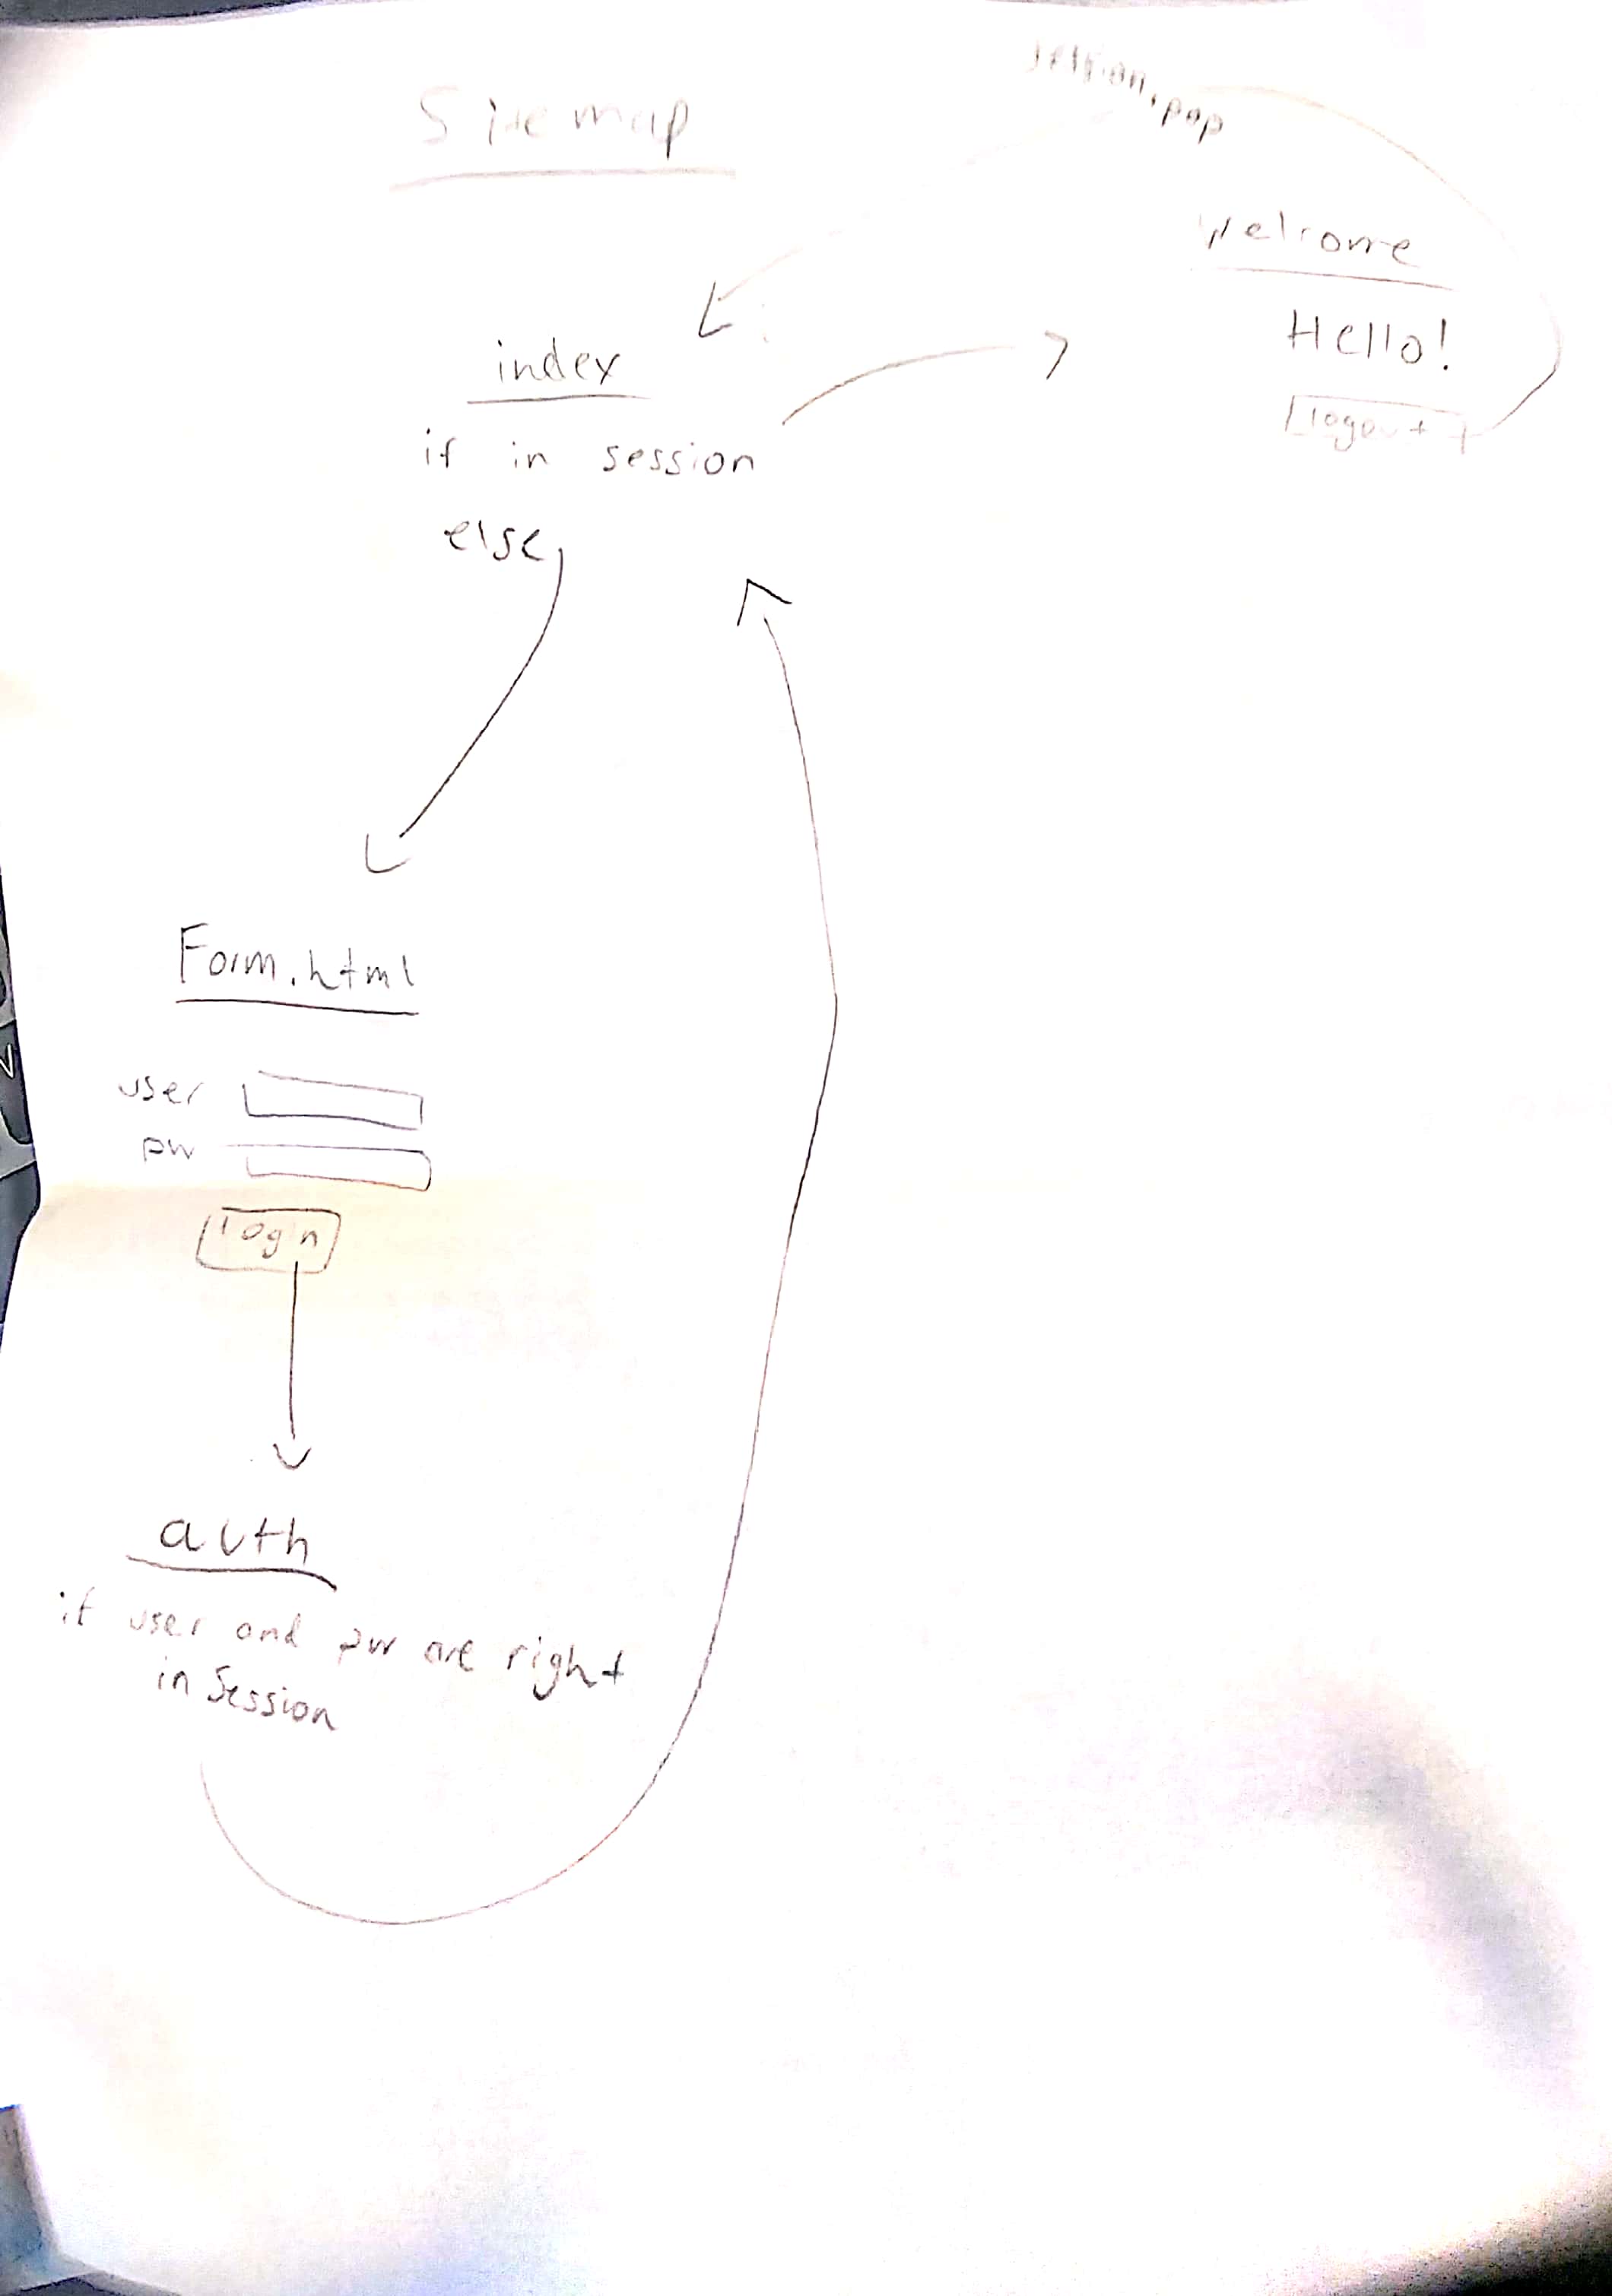 Sitemap
session.pop
Welcome
Hello!
logout
index
if in session
else
Form.html
user
pw
login
auth
if user and pw are right
in Session